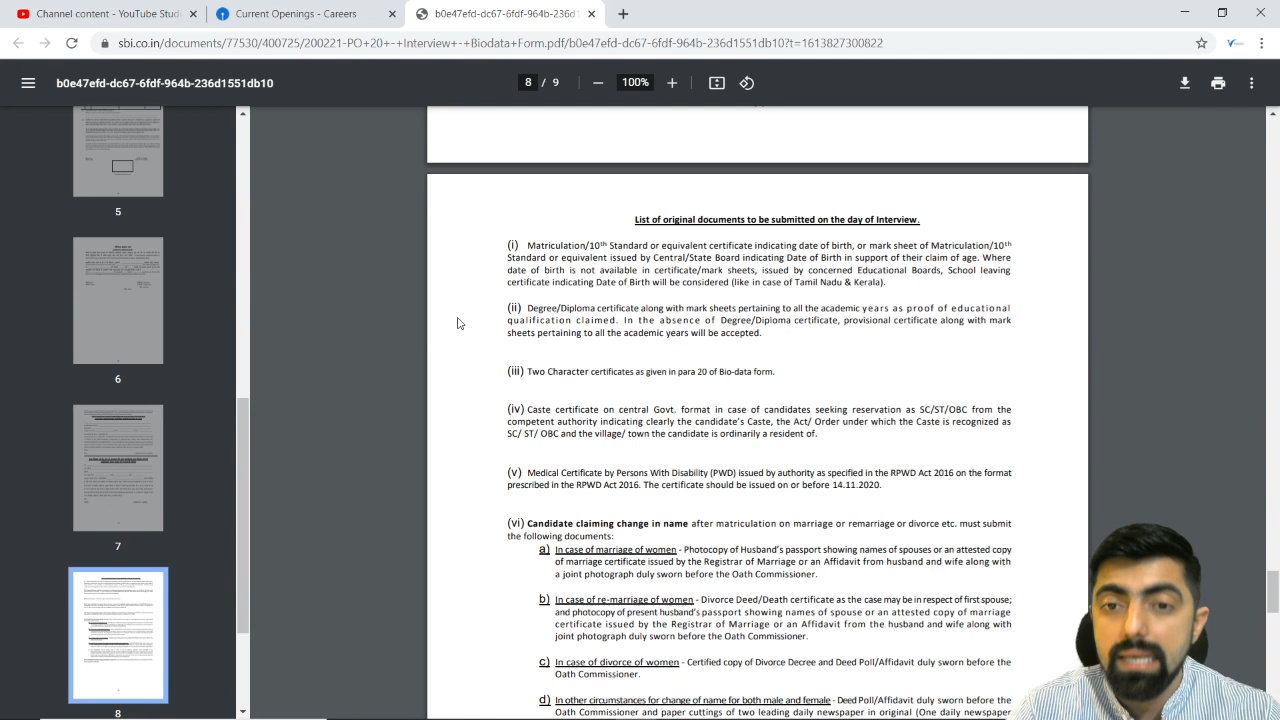 Channel content - YouTube Studi
Current Openings - Careers
b0e47efd-dc67-6fdf-964b-236d1
sbi.co.in/documents/77530/400725/200221-PO+20+-+Interview+-+Biodata+Form.pdf/b0e47efd-dc67-6fdf-964b-236d1551db10?t=1613827300822
b0e47efd-dc67-6fdf-964b-236d1551db10
8 / 9
100%
5
6
7
8
List of original documents to be submitted on the day of Interview.
(i) Matriculation/10th Standard or equivalent certificate indicating date of birth, or mark sheet of Matriculation/10th
Standard or equivalent issued by Central/State Board indicating Date of Birth in support of their claim of age. Where
date of birth is not available in certificate/mark sheets, issued by concerned Educational Boards, School leaving
certificate indicating Date of Birth will be considered (like in case of Tamil Nadu & Kerala).
(ii) Degree/Diploma certificate along with mark sheets pertaining to all the academic years as proof of educational
qualification claimed. In the absence of Degree/Diploma certificate, provisional certificate along with mark
sheets pertaining to all the academic years will be accepted.
(iii) Two Character certificates as given in para 20 of Bio-data form.
(iv) Caste certificate on central Govt. format in case of candidates seeking reservation as SC/ST/OBC from the
competent authority indicating clearly the candidate's Caste, the Act/ Order under which the Caste is recognized as
SC/ ST/ OBC and the village/ town the candidate is ordinarily a resident of.
(v) Medical Certificate by Persons With Disability (PWD) issued by authority as specified in the RPWD Act 2016 on the format
prescribed in the RPWD Act 2016. The certificate should be issued on or before 14.11.2020.
(vi) Candidate claiming change in name after matriculation on marriage or remarriage or divorce etc. must submit
the following documents:
a) In case of marriage of women - Photocopy of Husband's passport showing names of spouses or an attested copy
of marriage certificate issued by the Registrar of Marriage or an Affidavit from husband and wife along with
a joint photograph duly sworn before the Oath Commissioner.
b) In case of re-marriage of women - Divorce Deed/Death certificate as the case may be in respect of first spouse;
and photocopy of present husband's passport showing names of spouse or an attested copy of marriage
certificate issued by the Registrar of Marriage or an Affidavit from the husband and wife along with
joint photograph duly sworn before the Oath Commissioner.
c) In case of divorce of women - Certified copy of Divorce Decree and Deed Poll/Affidavit duly sworn before the
Oath Commissioner.
d) In other circumstances for change of name for both male and female - Deed Poll/Affidavit duly sworn before the
Oath Commissioner and paper cuttings of two leading daily newspaper in original (One daily newspaper